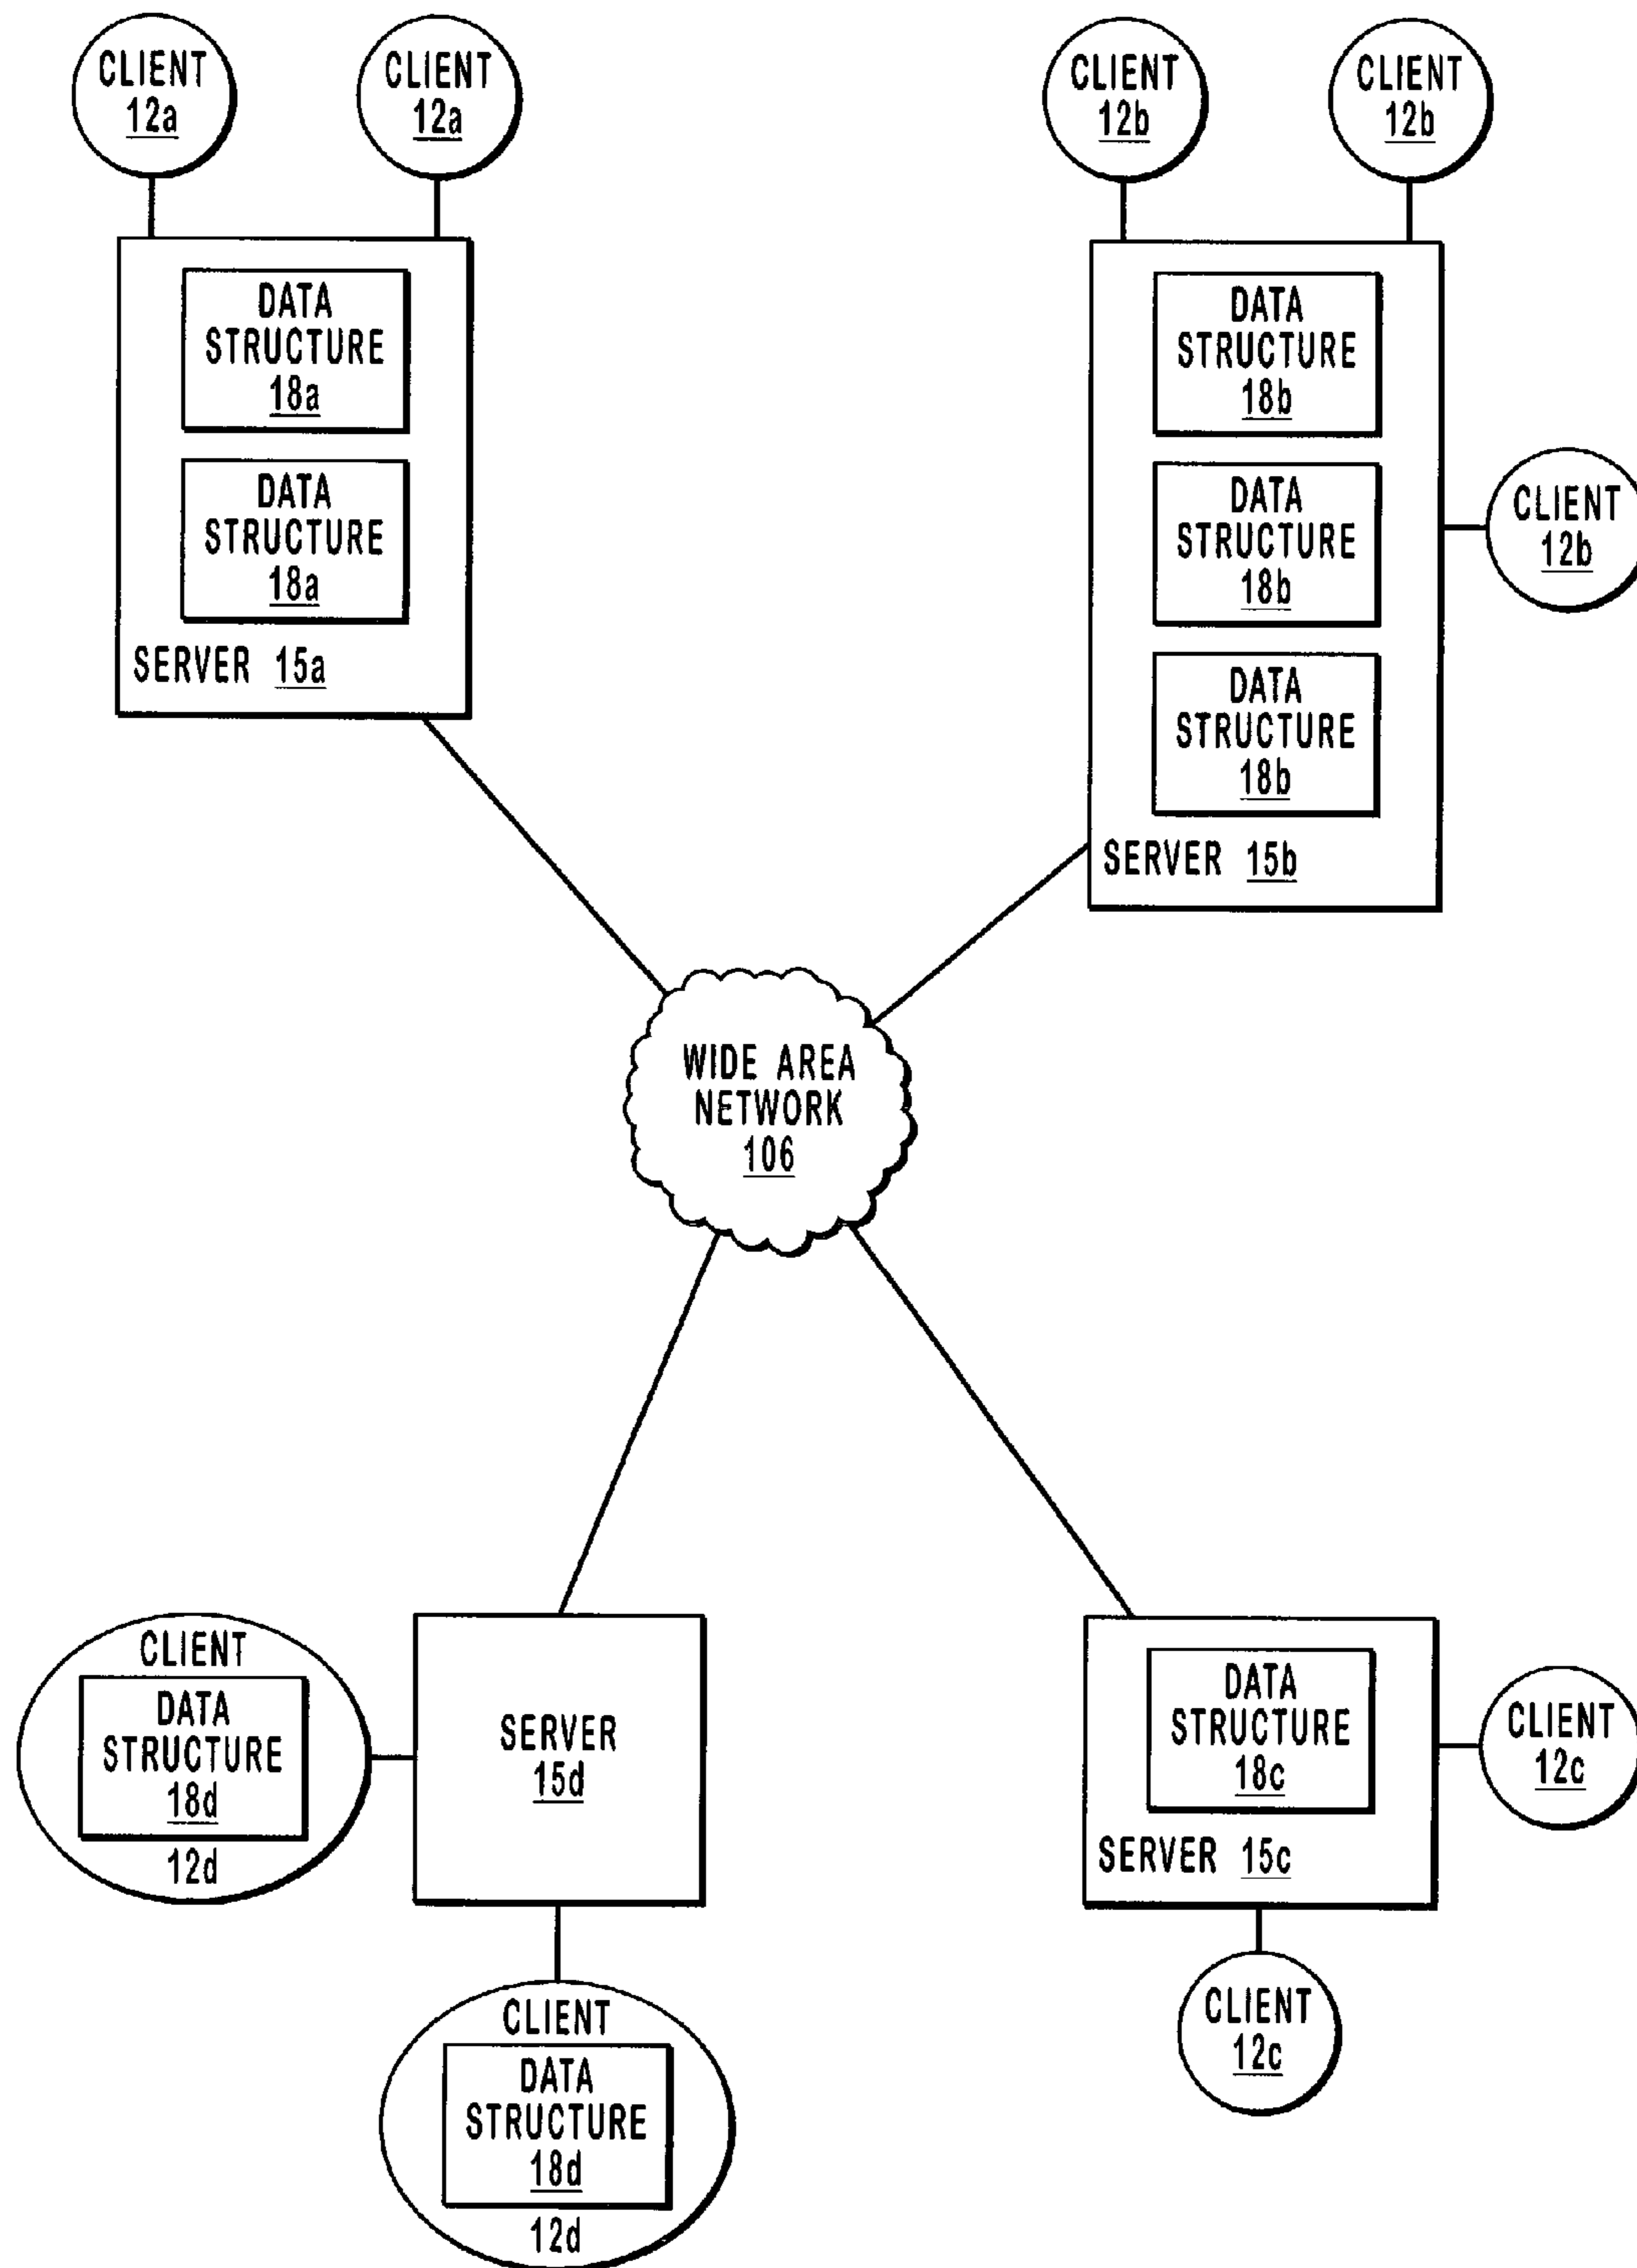 CLIENT
12a
CLIENT
12a
CLIENT
12b
CLIENT
12b
DATA
STRUCTURE
18a
DATA
STRUCTURE
18a
SERVER 15a
DATA
STRUCTURE
18b
DATA
STRUCTURE
18b
DATA
STRUCTURE
18b
SERVER 15b
CLIENT
12b
WIDE AREA
NETWORK
106
CLIENT
DATA
STRUCTURE
18d
12d
SERVER
15d
CLIENT
DATA
STRUCTURE
18d
12d
DATA
STRUCTURE
18c
SERVER 15c
CLIENT
12c
CLIENT
12c